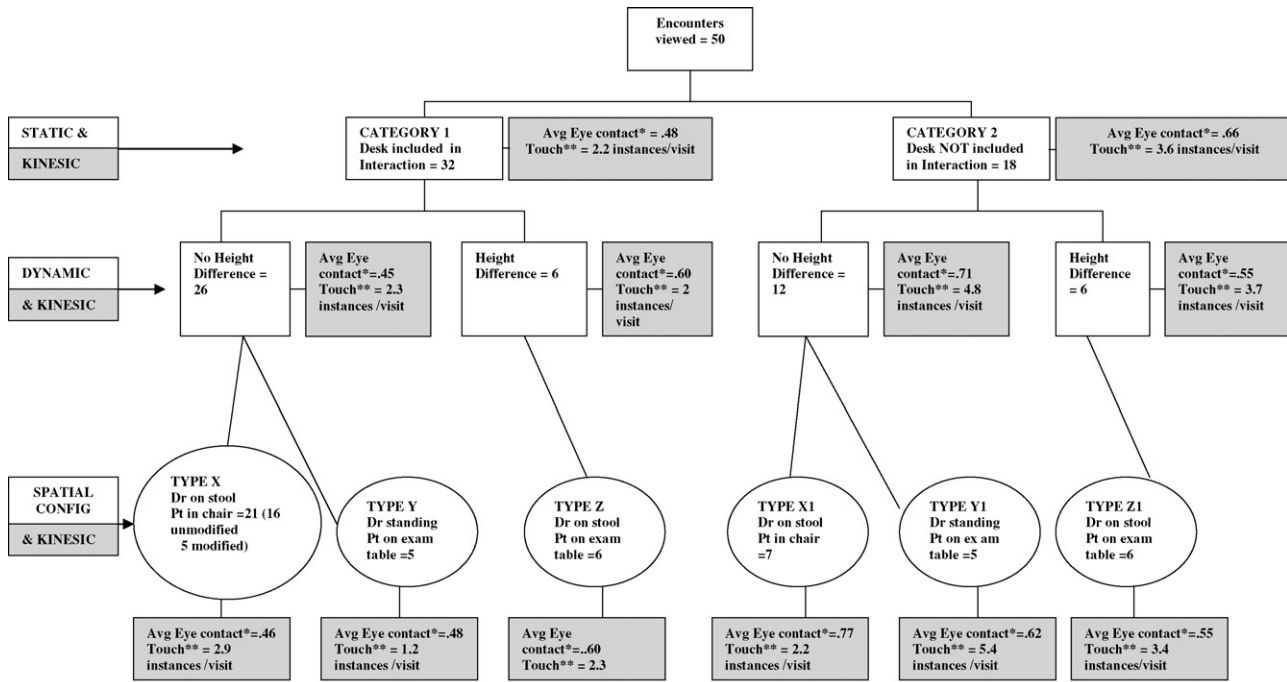 Encounters
viewed = 50
STATIC &
KINESIC
CATEGORY 1
Desk included in
Interaction = 32
Avg Eye contact* = .48
Touch** = 2.2 instances/visit
CATEGORY 2
Desk NOT included
in Interaction = 18
Avg Eye contact* = .66
Touch** = 3.6 instances/visit
DYNAMIC
& KINESIC
No Height
Difference =
26
Avg Eye
contact*=.45
Touch** = 2.3
instances /visit
Height
Difference = 6
Avg Eye
contact*=.60
Touch** = 2
instances/
visit
No Height
Difference =
12
Avg Eye
contact*=.71
Touch** = 4.8
instances /visit
Height
Difference
= 6
Avg Eye
contact*=.55
Touch** = 3.7
instances/visit
SPATIAL
CONFIG
& KINESIC
TYPE X
Dr on stool
Pt in chair =21 (16
unmodified
5 modified)
TYPE Y
Dr standing
Pt on exam
table =5
TYPE Z
Dr on stool
Pt on exam
table =6
TYPE X1
Dr on stool
Pt in chair
=7
TYPE Y1
Dr standing
Pt on ex am
table =5
TYPE Z1
Dr on stool
Pt on exam
table =6
Avg Eye contact*=.46
Touch** = 2.9
instances /visit
Avg Eye contact*=.48
Touch** = 1.2
instances /visit
Avg Eye
contact*=..60
Touch** = 2.3
Avg Eye contact*=.77
Touch** = 2.2
instances /visit
Avg Eye contact*=.62
Touch** = 5.4
instances /visit
Avg Eye contact*=.55
Touch** = 3.4
instances/visit